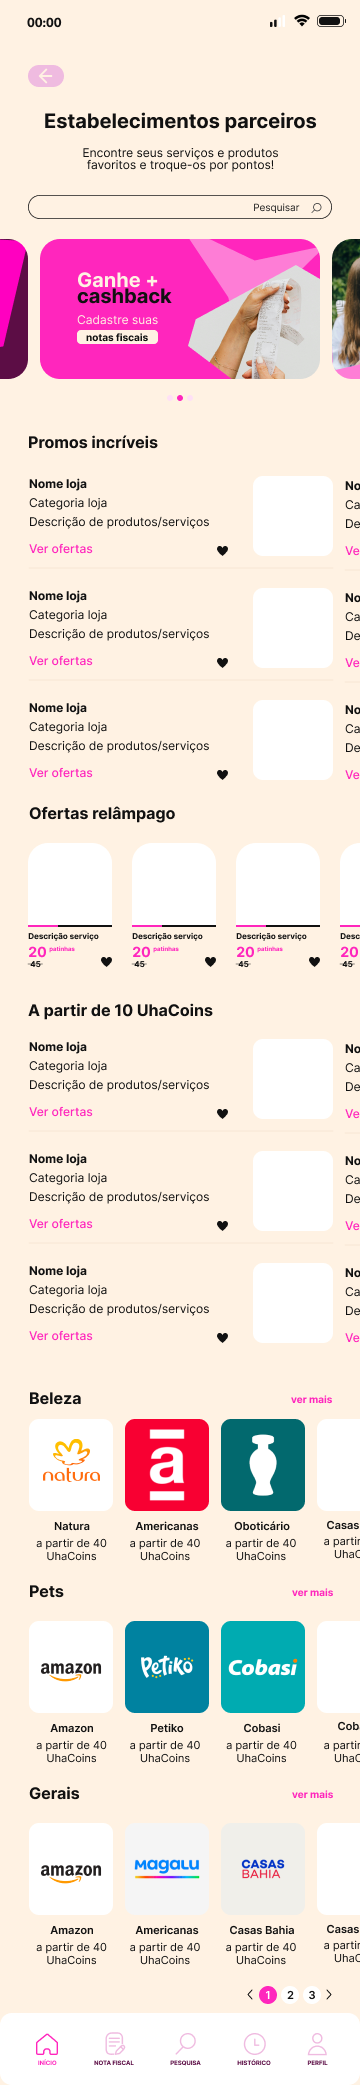 00:00
Estabelecimentos parceiros
Encontre seus serviços e produtos
favoritos e troque-os por pontos!
Pesquisar
Ganhe +
cashback
Cadastre suas
notas fiscais
Promos incríveis
Nome loja
Categoria loja
Descrição de produtos/serviços
Ver ofertas
No
Ca
De
Ve
Nome loja
Categoria loja
Descrição de produtos/serviços
Ver ofertas
No
Ca
De
Ve
Nome loja
Categoria loja
Descrição de produtos/serviços
Ver ofertas
No
Ca
De
Ve
Ofertas relâmpago
Descrição serviço
20 patinhas
45
Descrição serviço
20 patinhas
45
Descrição serviço
20 patinhas
45
Descri
20
45
A partir de 10 UhaCoins
Nome loja
Categoria loja
Descrição de produtos/serviços
Ver ofertas
No
Ca
De
Ve
Nome loja
Categoria loja
Descrição de produtos/serviços
Ver ofertas
No
Ca
De
Ve
Nome loja
Categoria loja
Descrição de produtos/serviços
Ver ofertas
No
Ca
De
Ve
Beleza ver mais
natura
a
Natura
a partir de 40
UhaCoins
Americanas
a partir de 40
UhaCoins
Oboticário
a partir de 40
UhaCoins
Casas
a partir
UhaC
Pets ver mais
amazon
Petiko
Cobasi
Amazon
a partir de 40
UhaCoins
Petiko
a partir de 40
UhaCoins
Cobasi
a partir de 40
UhaCoins
Cob
a partir
UhaC
Gerais ver mais
amazon
Magalu
CASAS
BAHIA
Amazon
a partir de 40
UhaCoins
Americanas
a partir de 40
UhaCoins
Casas Bahia
a partir de 40
UhaCoins
Casas
a partir
UhaC
1 2 3
INÍCIO NOTA FISCAL PESQUISA HISTÓRICO PERFIL